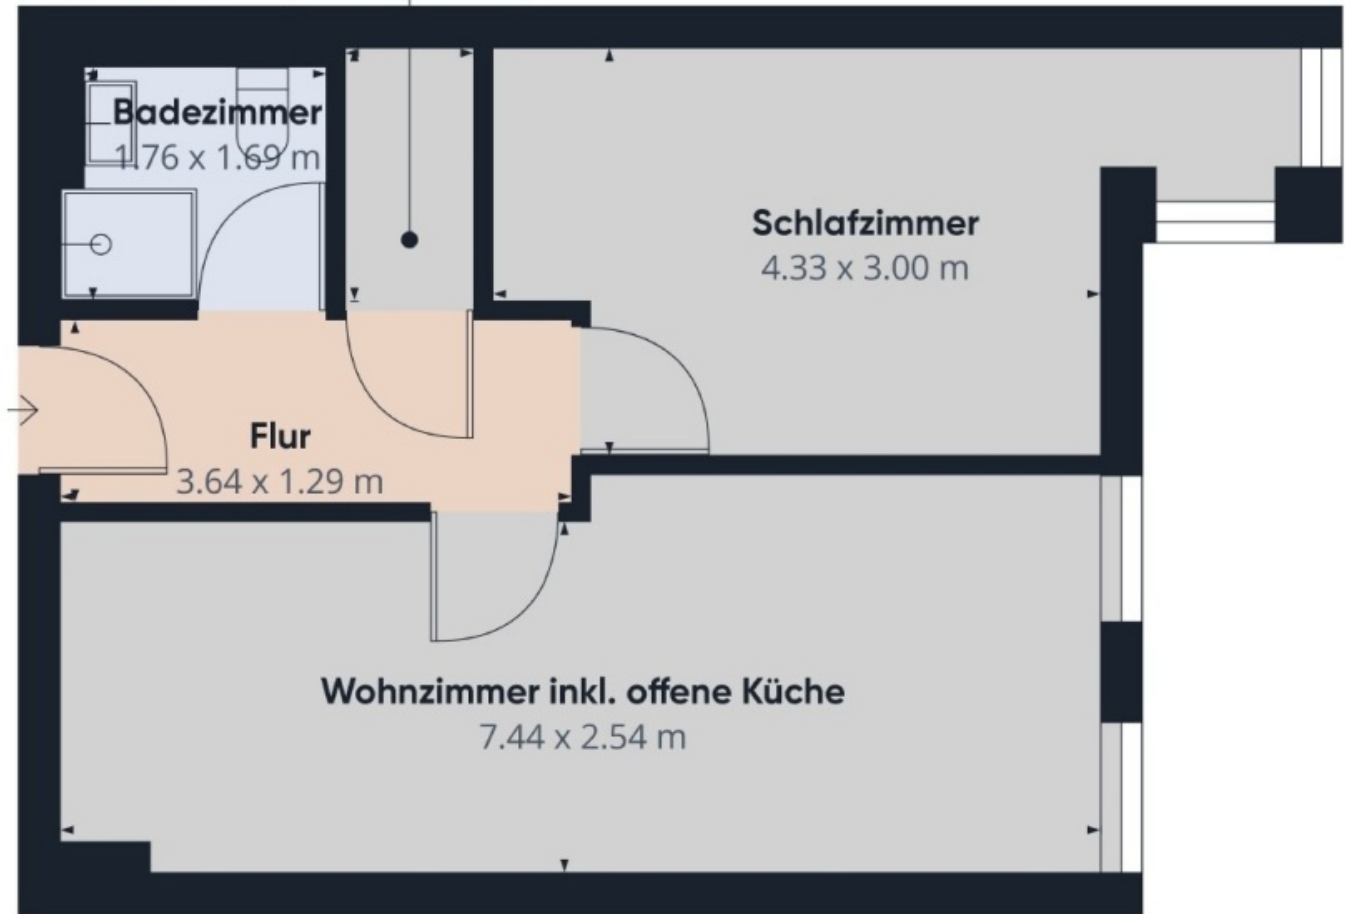 Badezimmer
1.76 x 1.69 m
Schlafzimmer
4.33 x 3.00 m
Flur
3.64 x 1.29 m
Wohnzimmer inkl. offene Küche
7.44 x 2.54 m